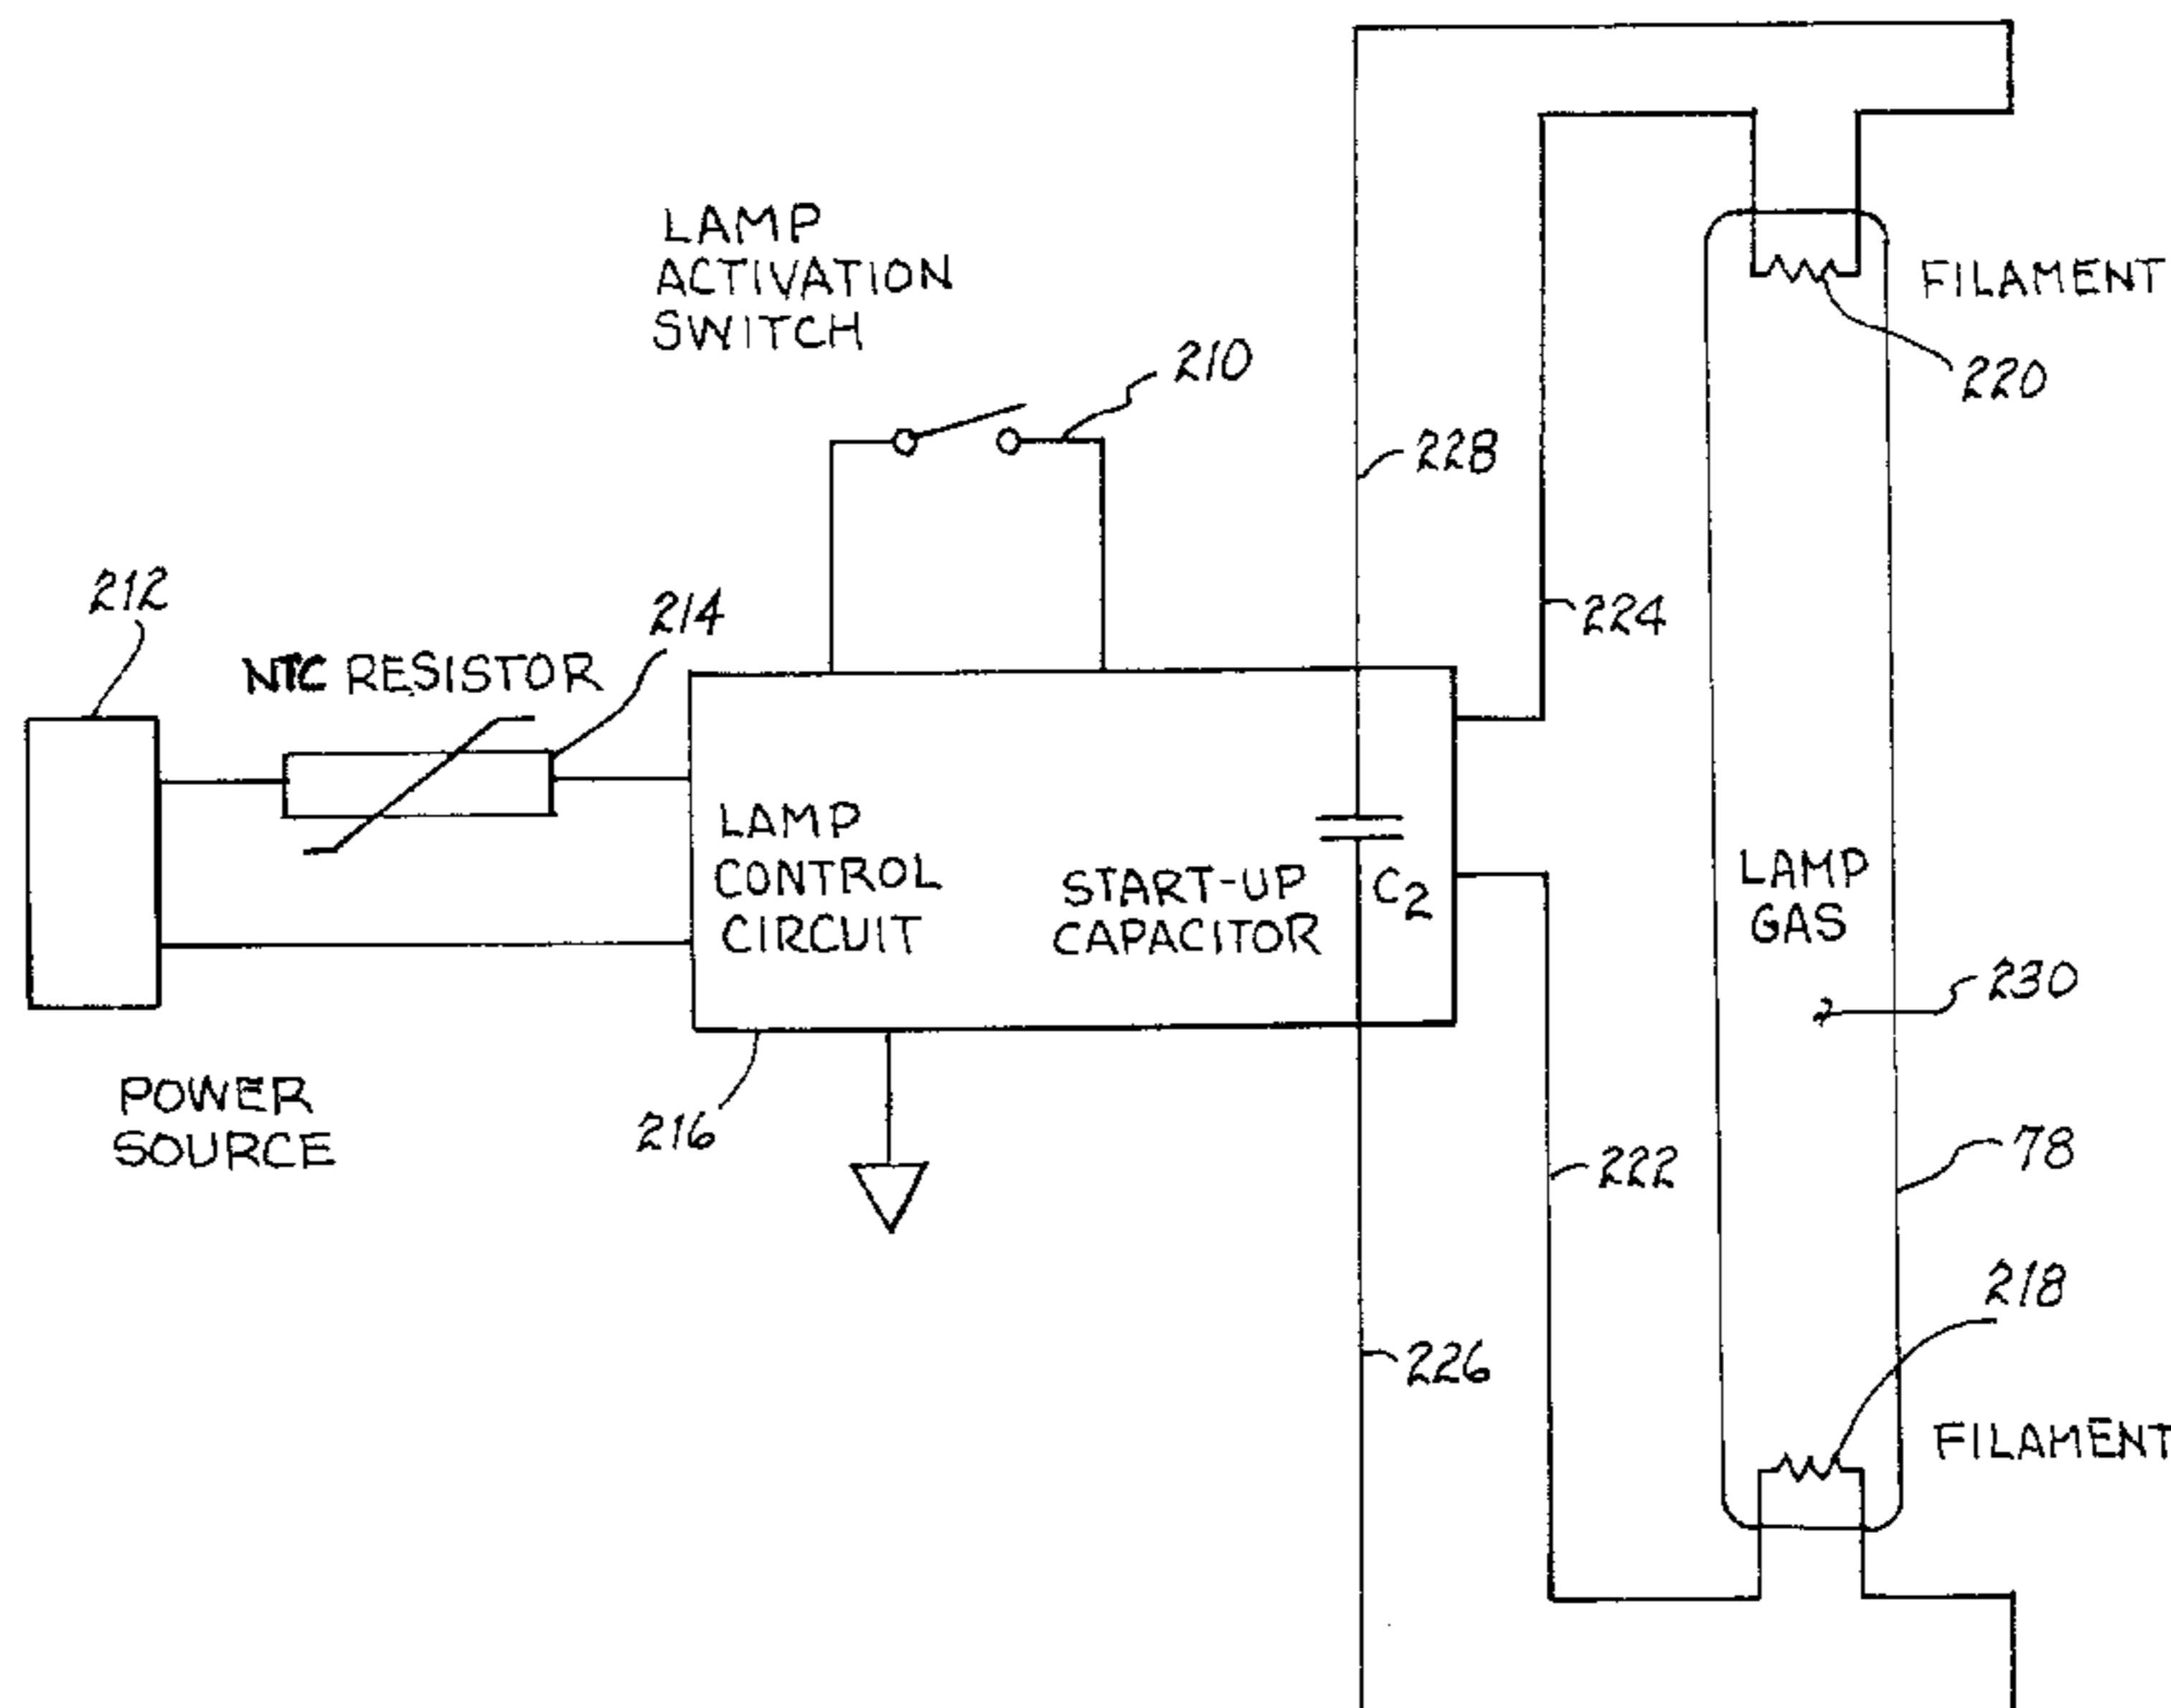 LAMP
ACTIVATION
SWITCH
210
FILAMENT
220
228
224
212
214
NTC RESISTOR
LAMP
CONTROL
CIRCUIT
START-UP
CAPACITOR
C2
LAMP
GAS
230
POWER
SOURCE
216
222
78
218
226
FILAMENT